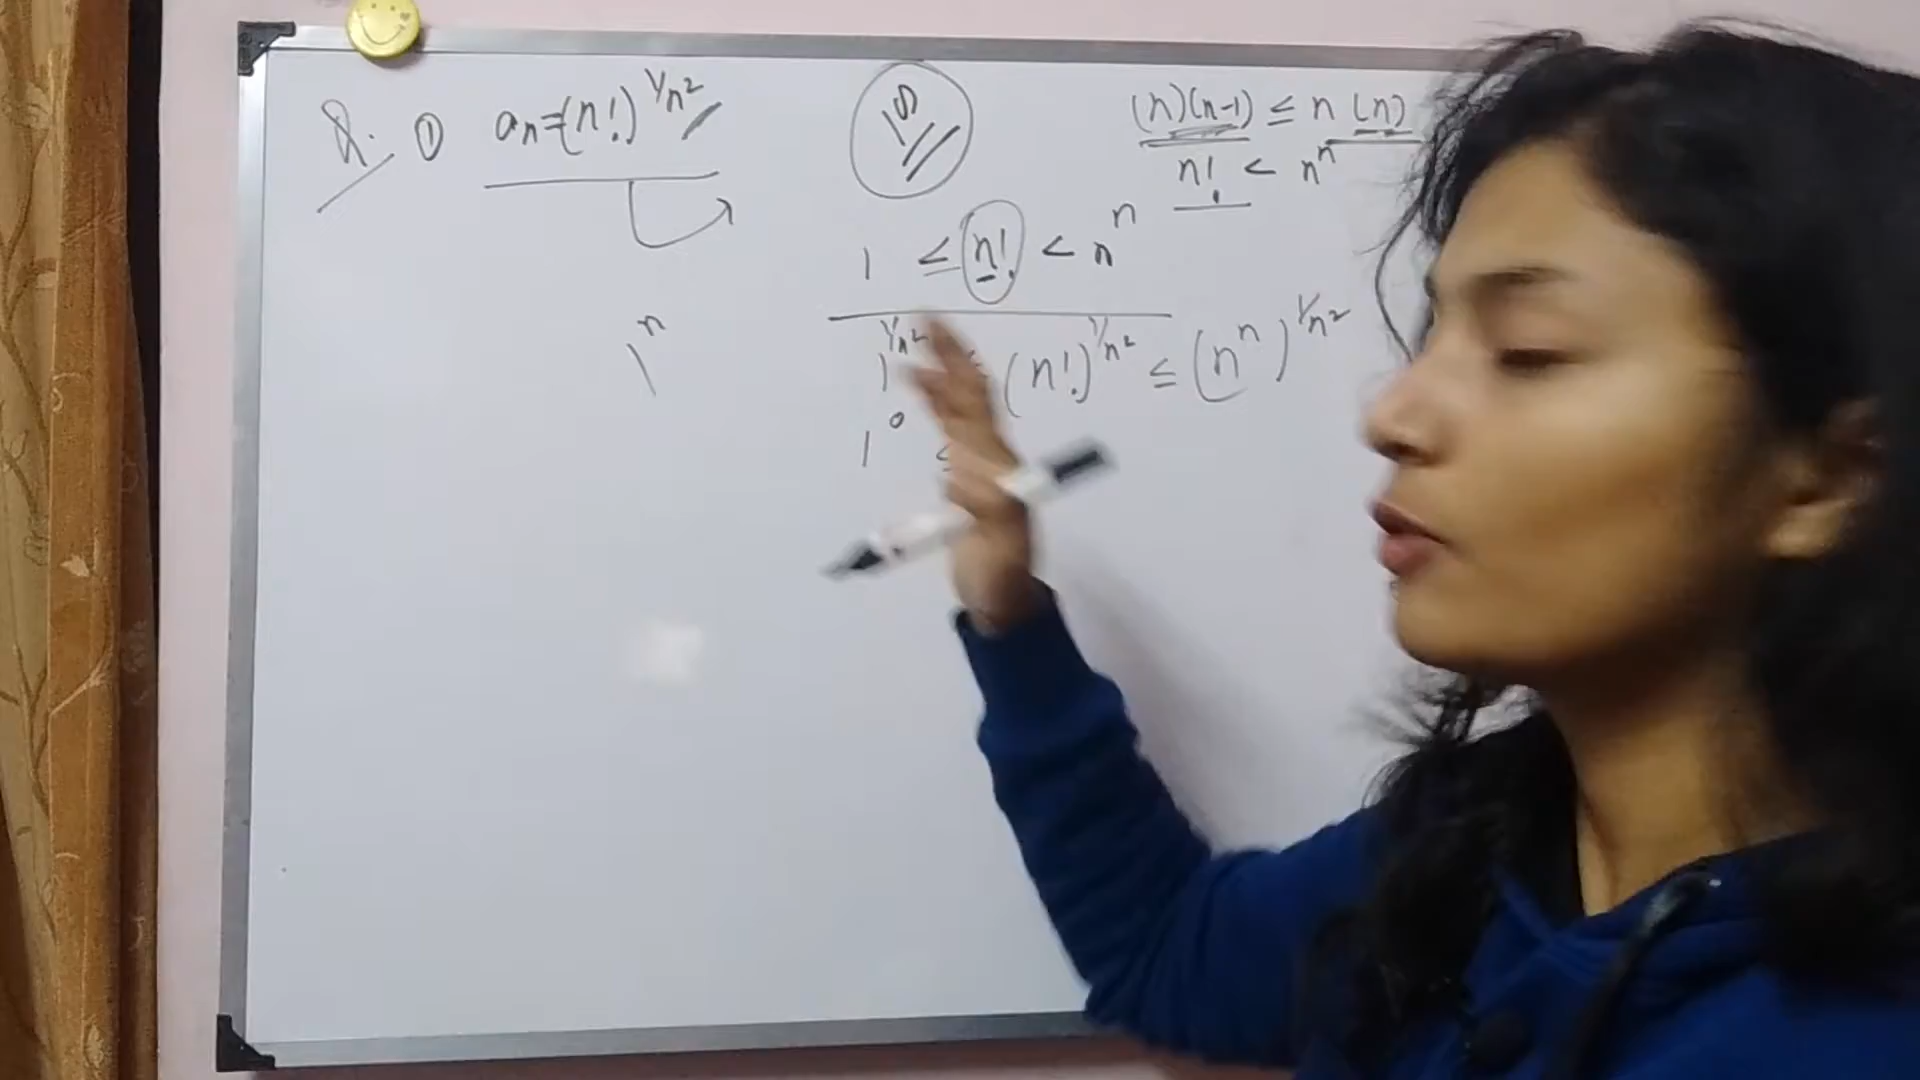 Q. ① aₙ=(n!)^1/n²
(n)(n-1) ≤ n (n)
n! < nⁿ
1 ≤ n! < nⁿ
1^1/n² ≤ (n!)^1/n² ≤ (nⁿ)^1/n²
1ⁿ
1⁰ ≤